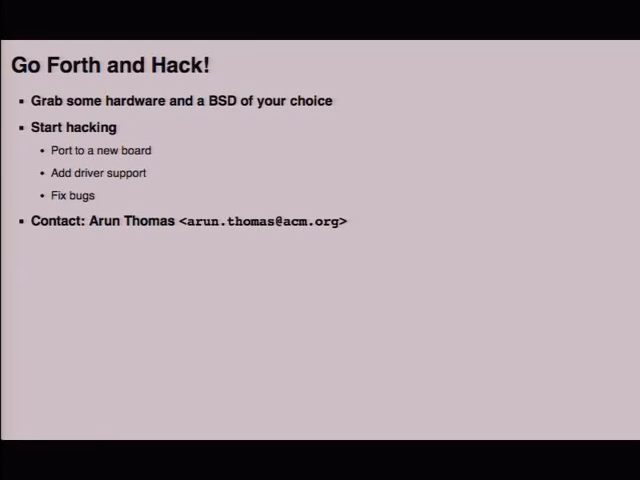 Go Forth and Hack!
Grab some hardware and a BSD of your choice
Start hacking
Port to a new board
Add driver support
Fix bugs
Contact: Arun Thomas <arun.thomas@acm.org>